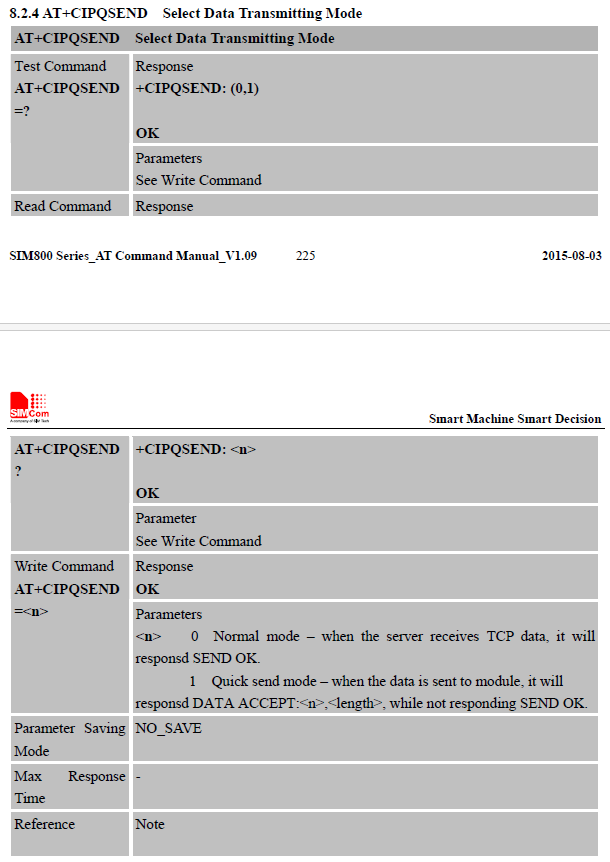 8.2.4 AT+CIPQSEND Select Data Transmitting Mode
AT+CIPQSEND Select Data Transmitting Mode
Test Command
AT+CIPQSEND
=?
Response
+CIPQSEND: (0,1)
OK
Parameters
See Write Command
Read Command
Response
SIM800 Series_AT Command Manual_V1.09 225 2015-08-03
SIMCom
A company of SIM Tech
Smart Machine Smart Decision
AT+CIPQSEND
?
+CIPQSEND: <n>
OK
Parameter
See Write Command
Write Command
AT+CIPQSEND
=<n>
Response
OK
Parameters
<n> 0 Normal mode – when the server receives TCP data, it will
responsd SEND OK.
1 Quick send mode – when the data is sent to module, it will
responsd DATA ACCEPT:<n>,<length>, while not responding SEND OK.
Parameter Saving
Mode
NO_SAVE
Max Response
Time
-
Reference
Note